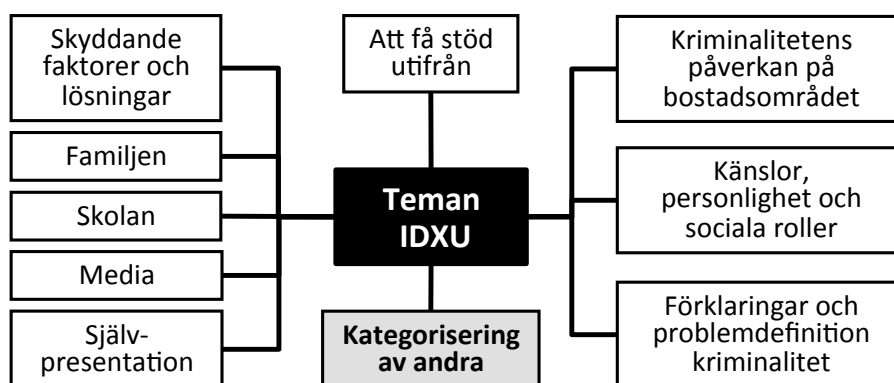 Skyddande
faktorer och
lösningar
Familjen
Skolan
Media
Själv-
presentation
Att få stöd
utifrån
Teman
IDXU
Kategorisering
av andra
Kriminalitetens
påverkan på
bostadsområdet
Känslor,
personlighet och
sociala roller
Förklaringar och
problemdefinition
kriminalitet